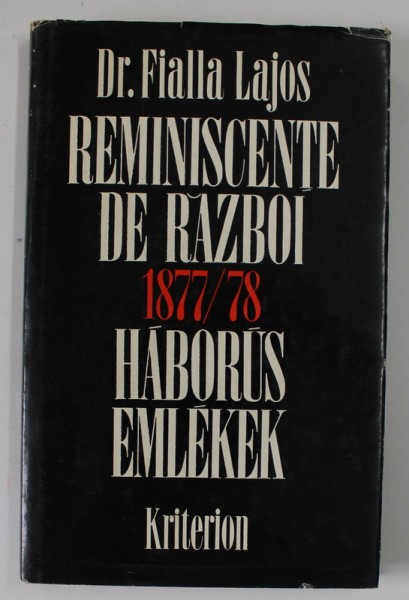 Dr. Fialla Lajos
REMINISCENȚE
DE RĂZBOI
1877/78
HÁBORÚS
EMLÉKEK
Kriterion